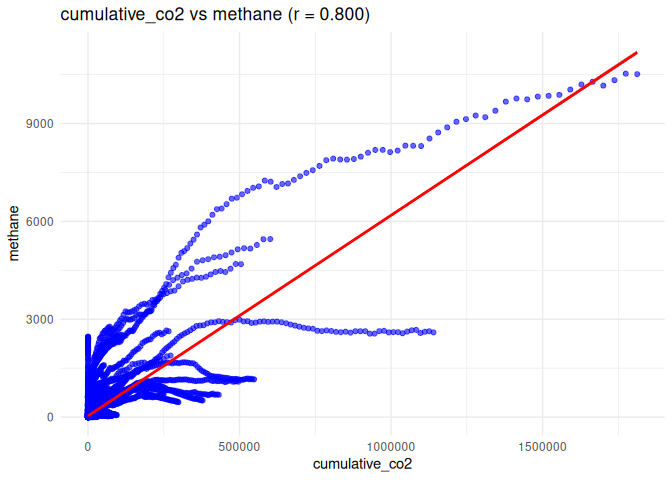 cumulative_co2 vs methane (r = 0.800)
9000
6000
3000
0
methane
0
500000
1000000
1500000
cumulative_co2